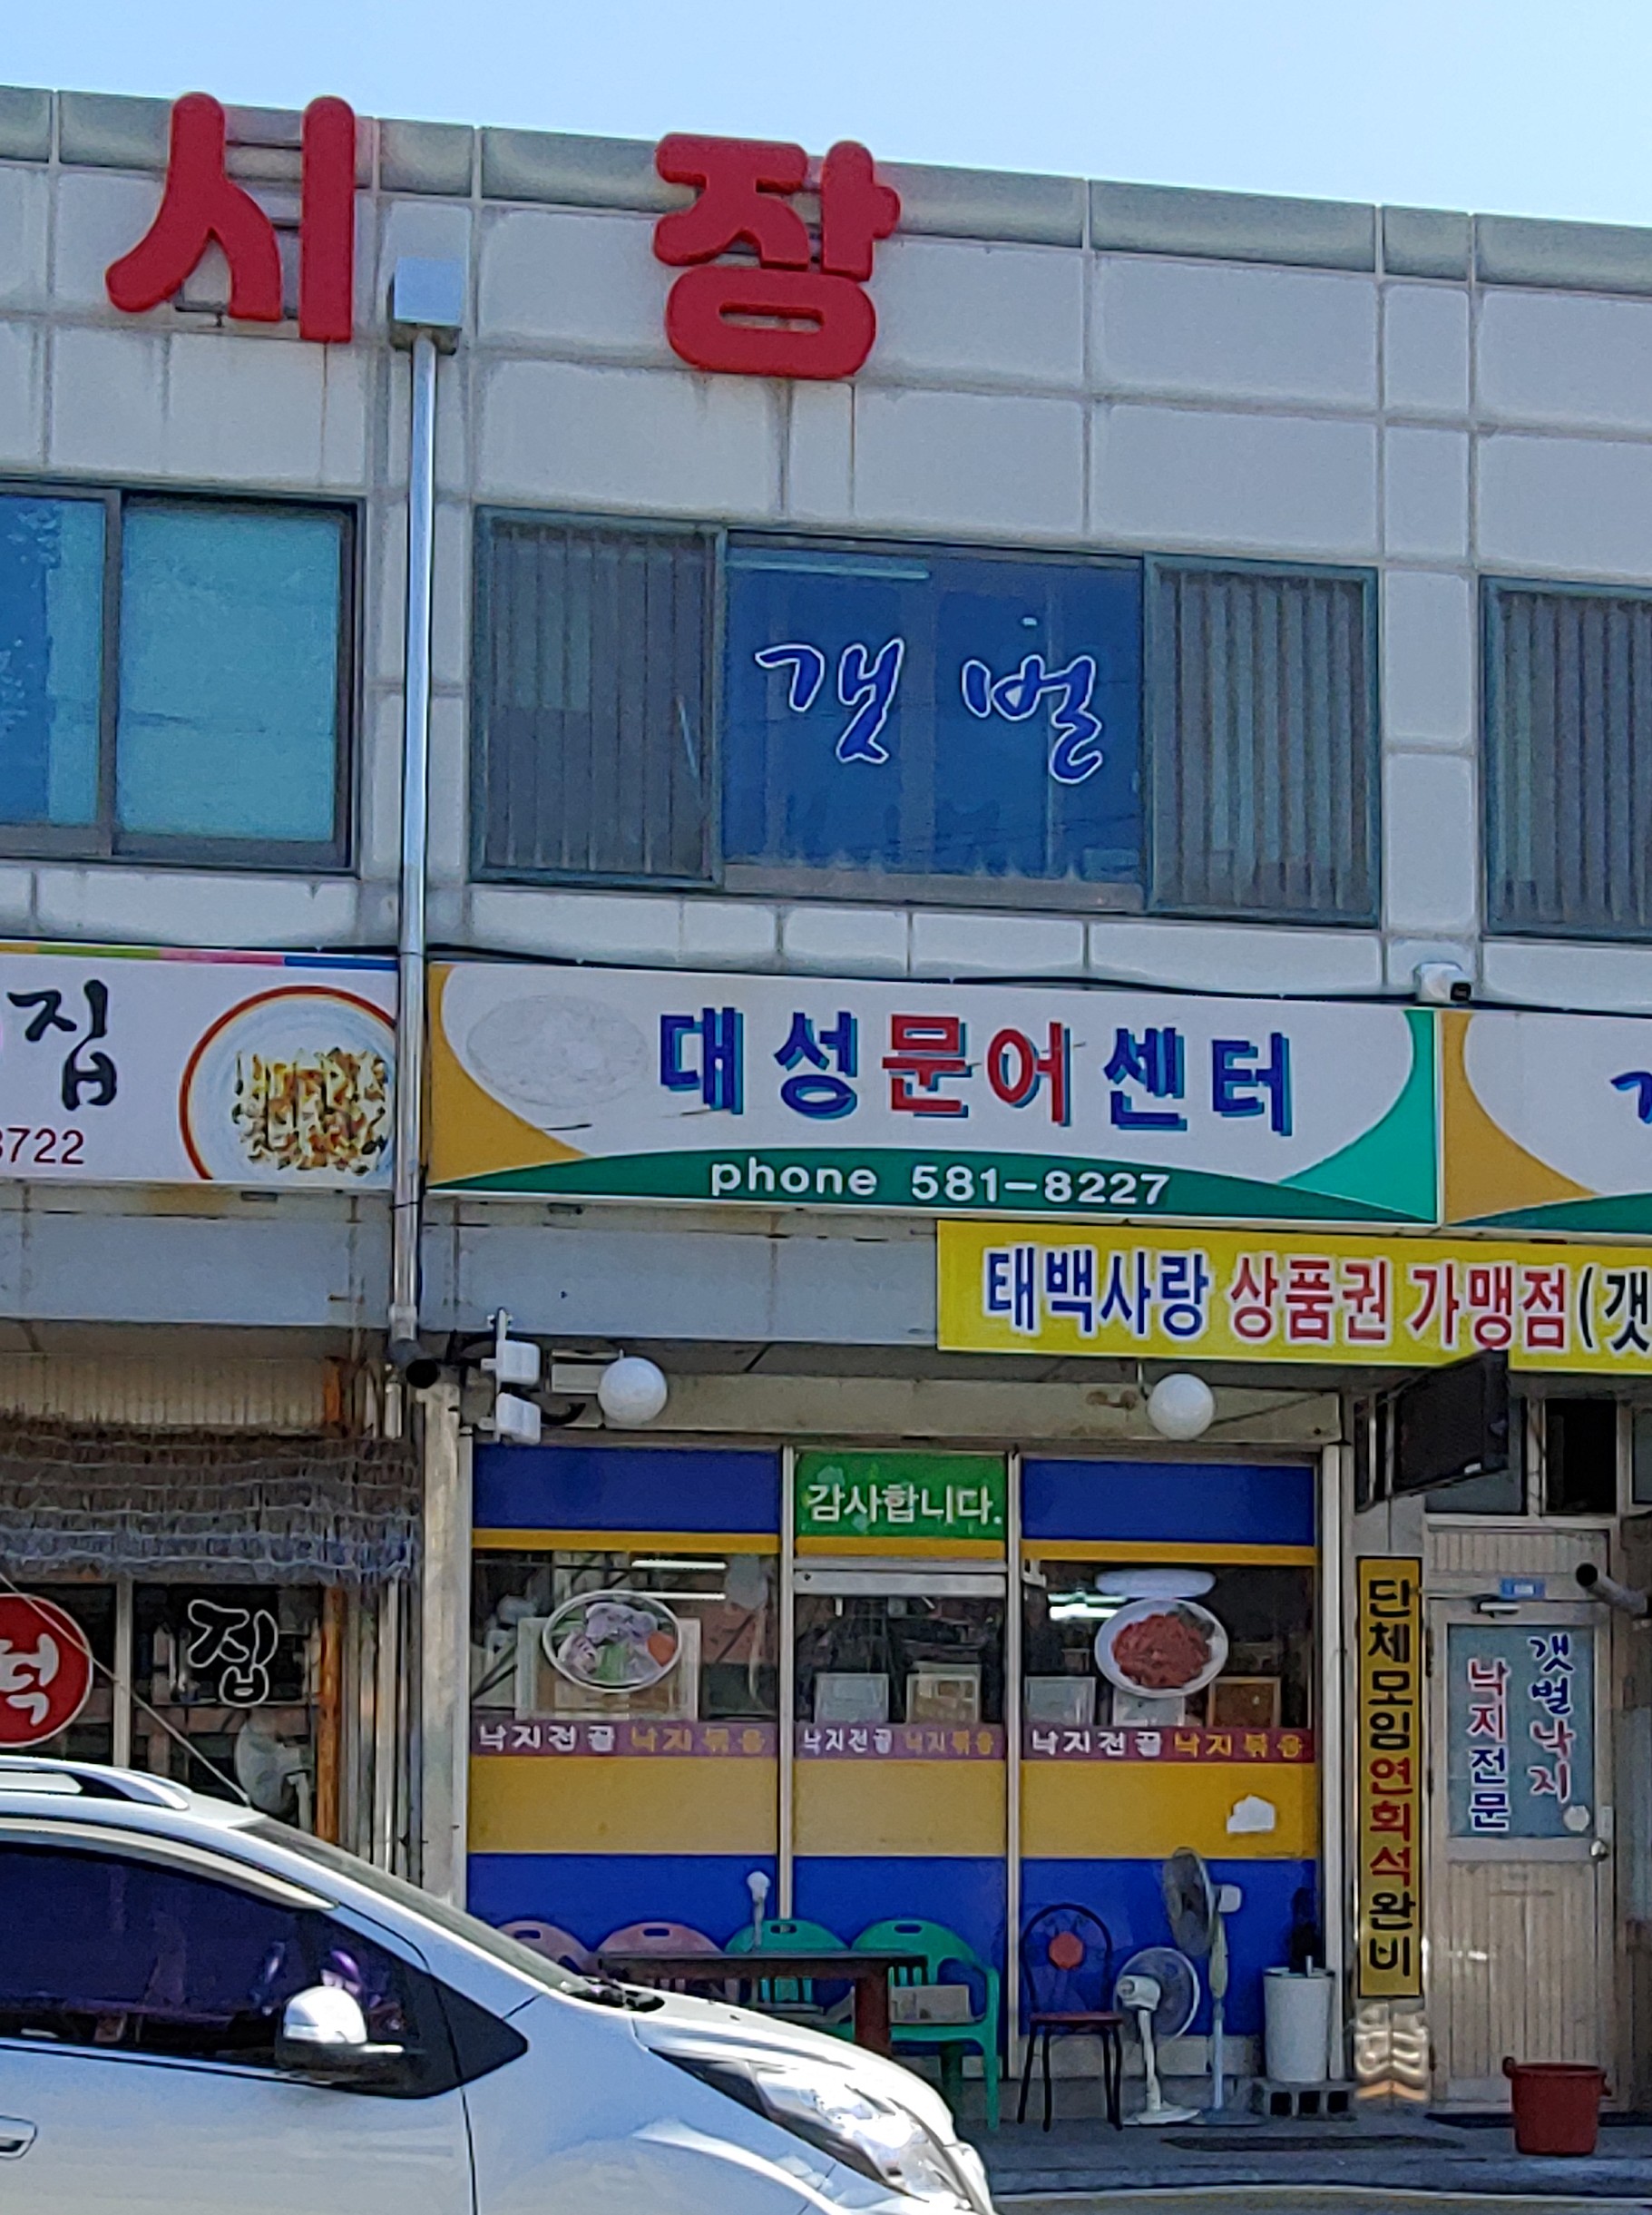 시장
갯벌
집
3722
대성문어센터
phone 581-8227
태백사랑 상품권 가맹점(갯
감사합니다.
떡
집
낙지전골 낙지볶음
낙지전골 낙지볶음
낙지전골 낙지볶음
단체모임연회석완비
갯벌낙지
낙지전문